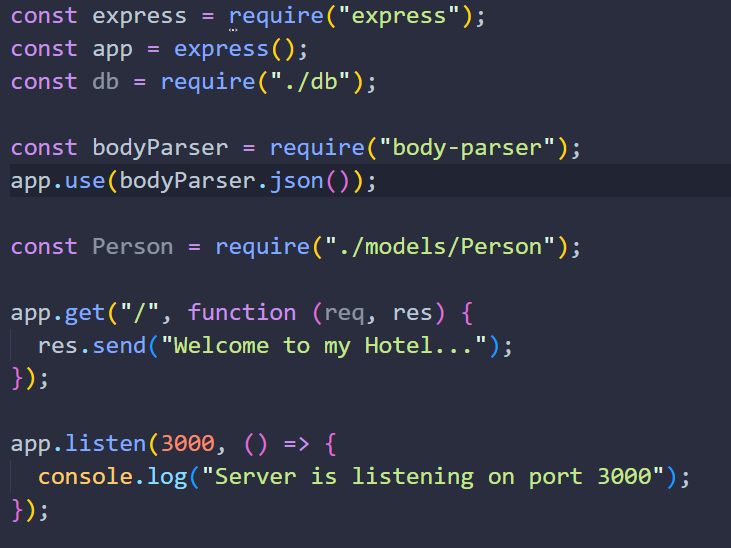 const express = require("express");
const app = express();
const db = require("./db");
const bodyParser = require("body-parser");
app.use(bodyParser.json());
const Person = require("./models/Person");
app.get("/", function (req, res) {
  res.send("Welcome to my Hotel...");
});
app.listen(3000, () => {
  console.log("Server is listening on port 3000");
});